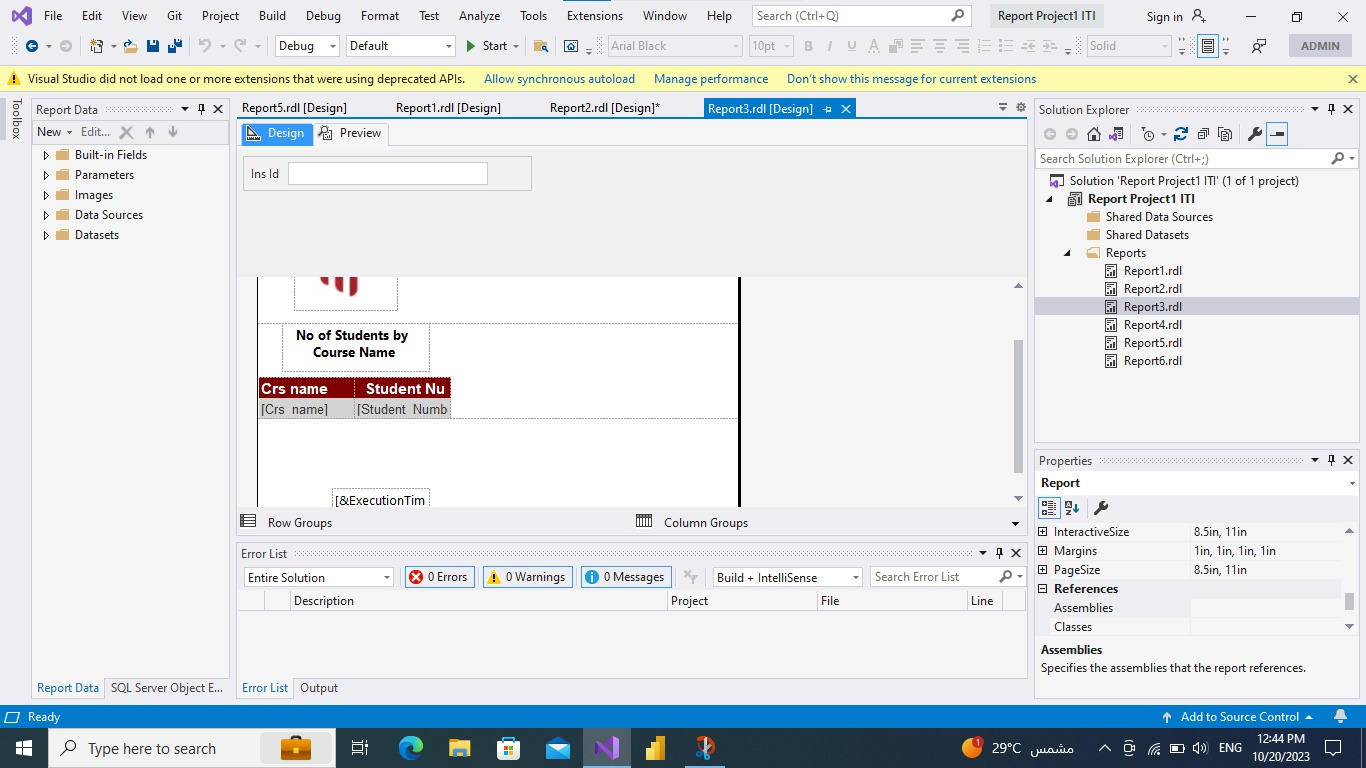 File Edit View Git Project Build Debug Format Test Analyze Tools Extensions Window Help Search (Ctrl+Q) Report Project1 ITI Sign in
Debug Default Start Arial Black 10pt B I U A Solid ADMIN
Visual Studio did not load one or more extensions that were using deprecated APIs. Allow synchronous autoload Manage performance Don't show this message for current extensions
Toolbox
Report Data
New Edit...
Built-in Fields
Parameters
Images
Data Sources
Datasets
Report Data SQL Server Object E...
Report5.rdl [Design] Report1.rdl [Design] Report2.rdl [Design]* Report3.rdl [Design]
Design Preview
Ins Id
No of Students by
Course Name
Crs name Student Nu
[Crs_name] [Student_Numb
[&ExecutionTim
Row Groups Column Groups
Error List
Entire Solution 0 Errors 0 Warnings 0 Messages Build + IntelliSense Search Error List
Description Project File Line
Error List Output
Solution Explorer
Search Solution Explorer (Ctrl+;)
Solution 'Report Project1 ITI' (1 of 1 project)
Report Project1 ITI
Shared Data Sources
Shared Datasets
Reports
Report1.rdl
Report2.rdl
Report3.rdl
Report4.rdl
Report5.rdl
Report6.rdl
Properties
Report
InteractiveSize 8.5in, 11in
Margins 1in, 1in, 1in, 1in
PageSize 8.5in, 11in
References
Assemblies
Classes
Assemblies
Specifies the assemblies that the report references.
Ready Add to Source Control
Type here to search 1 29°C مشمس ENG 12:44 PM
10/20/2023